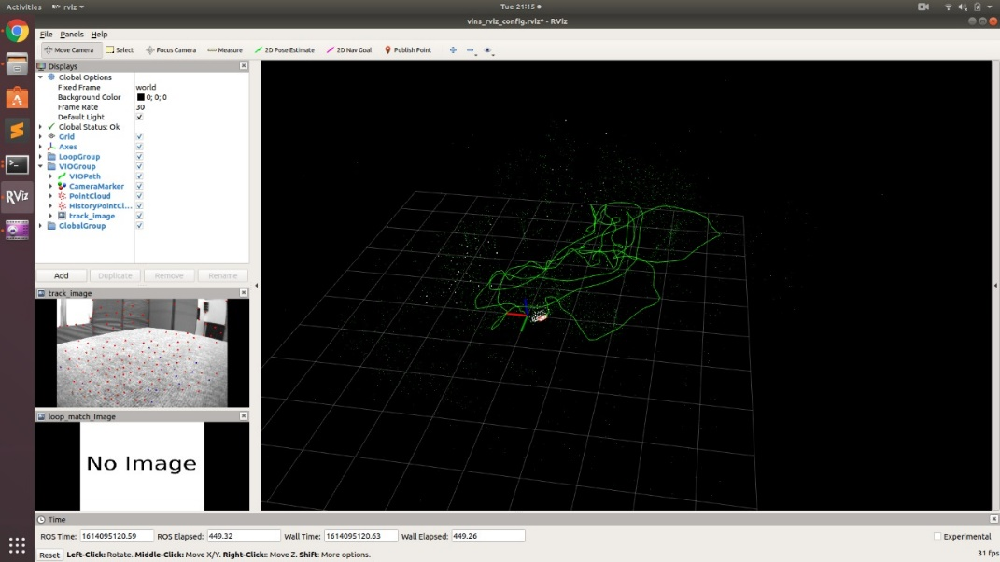 Activities RViz rviz Tue 21:15
vins_rviz_config.rviz* - RViz
File Panels Help
Move Camera Select Focus Camera Measure 2D Pose Estimate 2D Nav Goal Publish Point
Displays
Global Options
Fixed Frame world
Background Color 0; 0; 0
Frame Rate 30
Default Light
Global Status: Ok
Grid
Axes
LoopGroup
VIOGroup
VIOPath
CameraMarker
PointCloud
HistoryPointCl...
track_image
GlobalGroup
RViz
Add Duplicate Remove Rename
track_image
loop_match_Image
No Image
Time
ROS Time: 1614095120.59 ROS Elapsed: 449.32 Wall Time: 1614095120.63 Wall Elapsed: 449.26 Experimental
Reset Left-Click: Rotate. Middle-Click: Move X/Y. Right-Click:: Move Z. Shift: More options. 31 fps